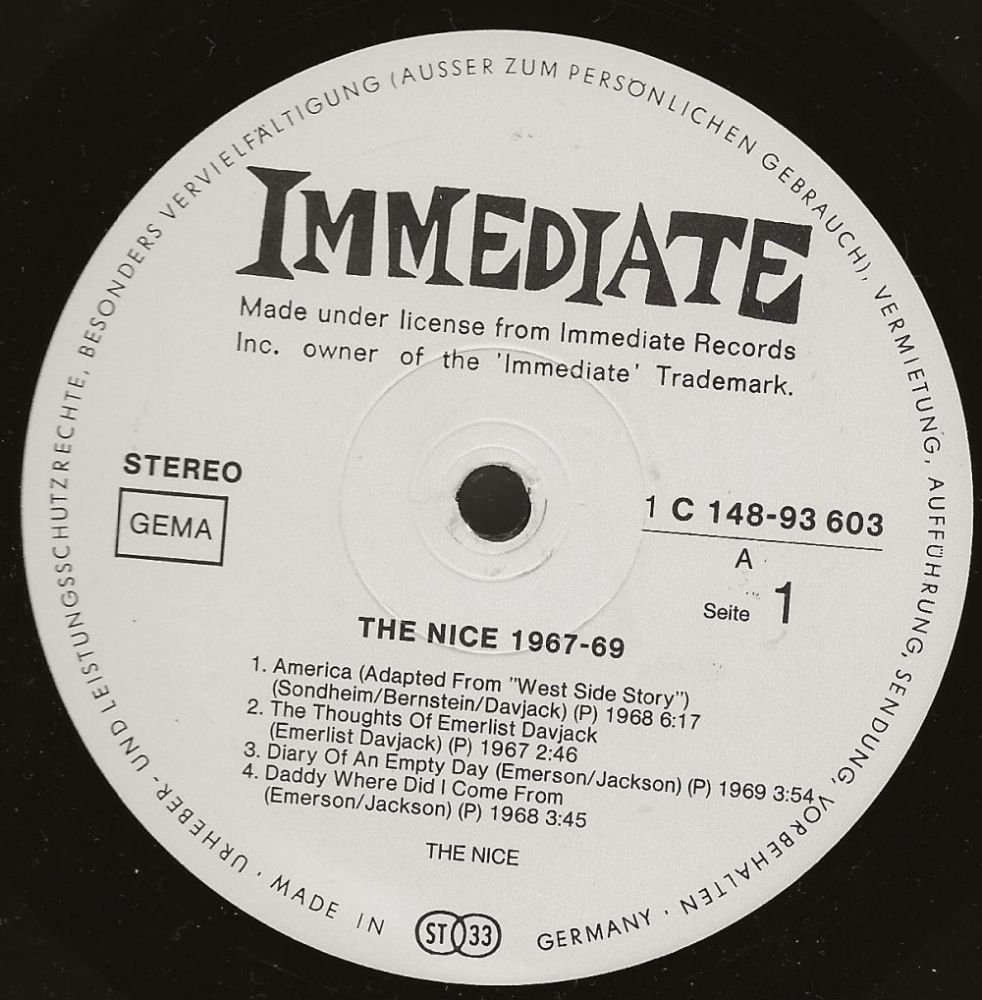 IMMEDIATE
Made under license from Immediate Records
Inc. owner of the 'Immediate' Trademark.
STEREO
GEMA
1 C 148-93 603
A
Seite 1
THE NICE 1967-69
1. America (Adapted From "West Side Story")
(Sondheim/Bernstein/Davjack) (P) 1968 6:17
2. The Thoughts Of Emerlist Davjack
(Emerlist Davjack) (P) 1967 2:46
3. Diary Of An Empty Day (Emerson/Jackson) (P) 1969 3:54
4. Daddy Where Did I Come From
(Emerson/Jackson) (P) 1968 3:45
THE NICE
ST 33
URHEBER- UND LEISTUNGSSCHUTZRECHTE, BESONDERS VERVIELFÄLTIGUNG (AUSSER ZUM PERSÖNLICHEN GEBRAUCH), VERMIETUNG, AUFFÜHRUNG, SENDUNG, VORBEHALTEN · MADE IN GERMANY ·